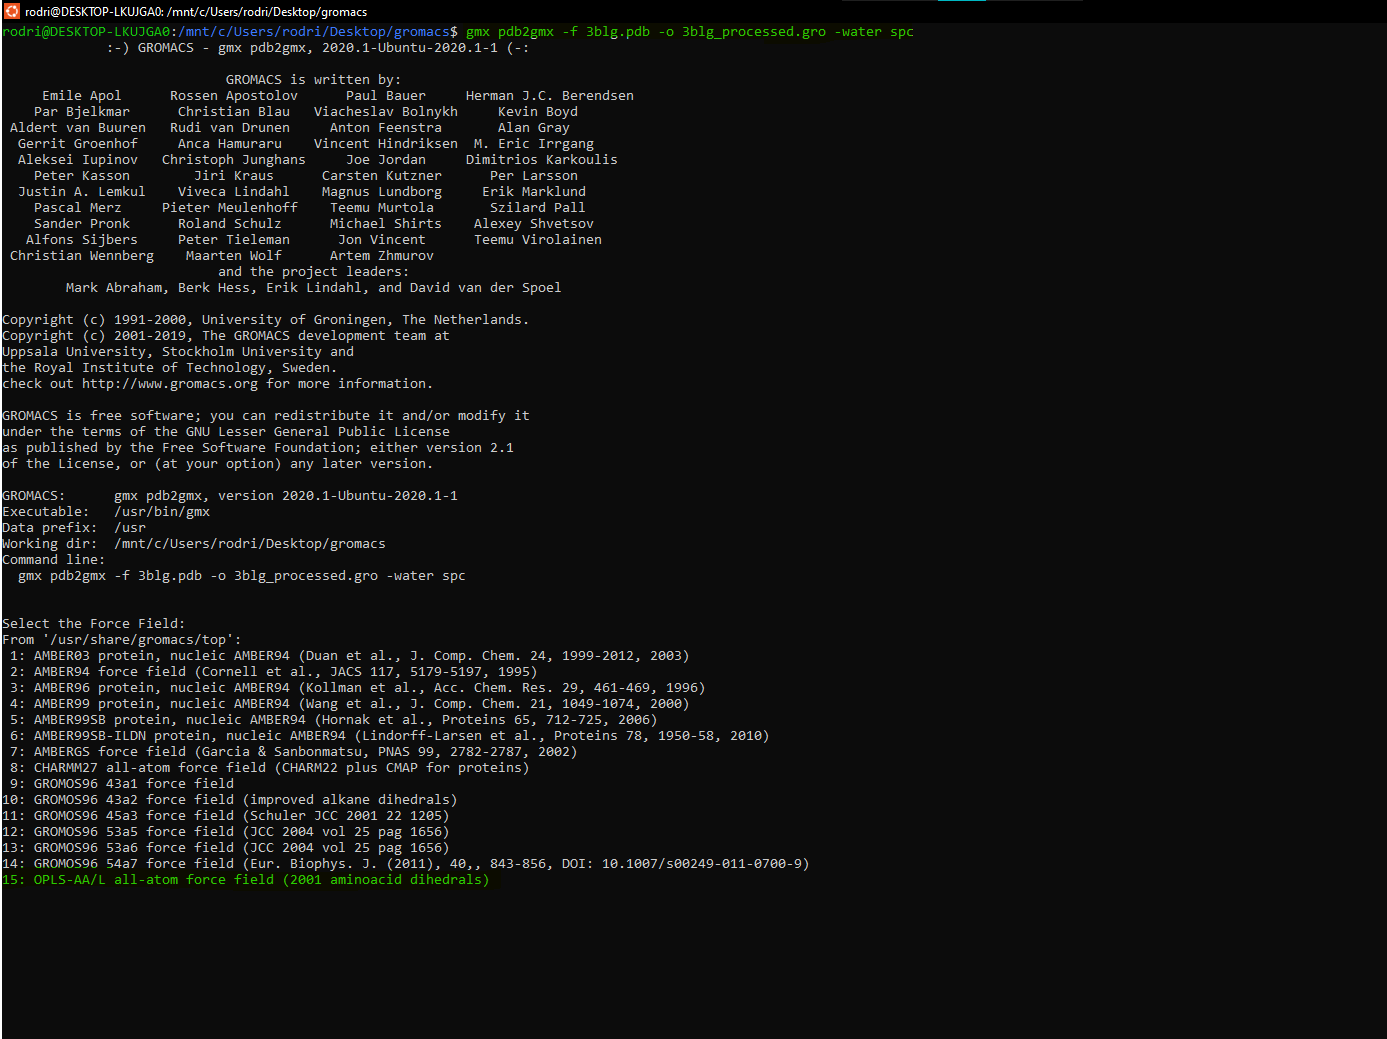 rodri@DESKTOP-LKUJGA0: /mnt/c/Users/rodri/Desktop/gromacs
rodri@DESKTOP-LKUJGA0:/mnt/c/Users/rodri/Desktop/gromacs$ gmx pdb2gmx -f 3blg.pdb -o 3blg_processed.gro -water spc
:-) GROMACS - gmx pdb2gmx, 2020.1-Ubuntu-2020.1-1 (-:
GROMACS is written by:
Emile Apol Rossen Apostolov Paul Bauer Herman J.C. Berendsen
Par Bjelkmar Christian Blau Viacheslav Bolnykh Kevin Boyd
Aldert van Buuren Rudi van Drunen Anton Feenstra Alan Gray
Gerrit Groenhof Anca Hamuraru Vincent Hindriksen M. Eric Irrgang
Aleksei Iupinov Christoph Junghans Joe Jordan Dimitrios Karkoulis
Peter Kasson Jiri Kraus Carsten Kutzner Per Larsson
Justin A. Lemkul Viveca Lindahl Magnus Lundborg Erik Marklund
Pascal Merz Pieter Meulenhoff Teemu Murtola Szilard Pall
Sander Pronk Roland Schulz Michael Shirts Alexey Shvetsov
Alfons Sijbers Peter Tieleman Jon Vincent Teemu Virolainen
Christian Wennberg Maarten Wolf Artem Zhmurov
and the project leaders:
Mark Abraham, Berk Hess, Erik Lindahl, and David van der Spoel
Copyright (c) 1991-2000, University of Groningen, The Netherlands.
Copyright (c) 2001-2019, The GROMACS development team at
Uppsala University, Stockholm University and
the Royal Institute of Technology, Sweden.
check out http://www.gromacs.org for more information.
GROMACS is free software; you can redistribute it and/or modify it
under the terms of the GNU Lesser General Public License
as published by the Free Software Foundation; either version 2.1
of the License, or (at your option) any later version.
GROMACS: gmx pdb2gmx, version 2020.1-Ubuntu-2020.1-1
Executable: /usr/bin/gmx
Data prefix: /usr
Working dir: /mnt/c/Users/rodri/Desktop/gromacs
Command line:
gmx pdb2gmx -f 3blg.pdb -o 3blg_processed.gro -water spc
Select the Force Field:
From '/usr/share/gromacs/top':
1: AMBER03 protein, nucleic AMBER94 (Duan et al., J. Comp. Chem. 24, 1999-2012, 2003)
2: AMBER94 force field (Cornell et al., JACS 117, 5179-5197, 1995)
3: AMBER96 protein, nucleic AMBER94 (Kollman et al., Acc. Chem. Res. 29, 461-469, 1996)
4: AMBER99 protein, nucleic AMBER94 (Wang et al., J. Comp. Chem. 21, 1049-1074, 2000)
5: AMBER99SB protein, nucleic AMBER94 (Hornak et al., Proteins 65, 712-725, 2006)
6: AMBER99SB-ILDN protein, nucleic AMBER94 (Lindorff-Larsen et al., Proteins 78, 1950-58, 2010)
7: AMBERGS force field (Garcia & Sanbonmatsu, PNAS 99, 2782-2787, 2002)
8: CHARMM27 all-atom force field (CHARM22 plus CMAP for proteins)
9: GROMOS96 43a1 force field
10: GROMOS96 43a2 force field (improved alkane dihedrals)
11: GROMOS96 45a3 force field (Schuler JCC 2001 22 1205)
12: GROMOS96 53a5 force field (JCC 2004 vol 25 pag 1656)
13: GROMOS96 53a6 force field (JCC 2004 vol 25 pag 1656)
14: GROMOS96 54a7 force field (Eur. Biophys. J. (2011), 40,, 843-856, DOI: 10.1007/s00249-011-0700-9)
15: OPLS-AA/L all-atom force field (2001 aminoacid dihedrals)